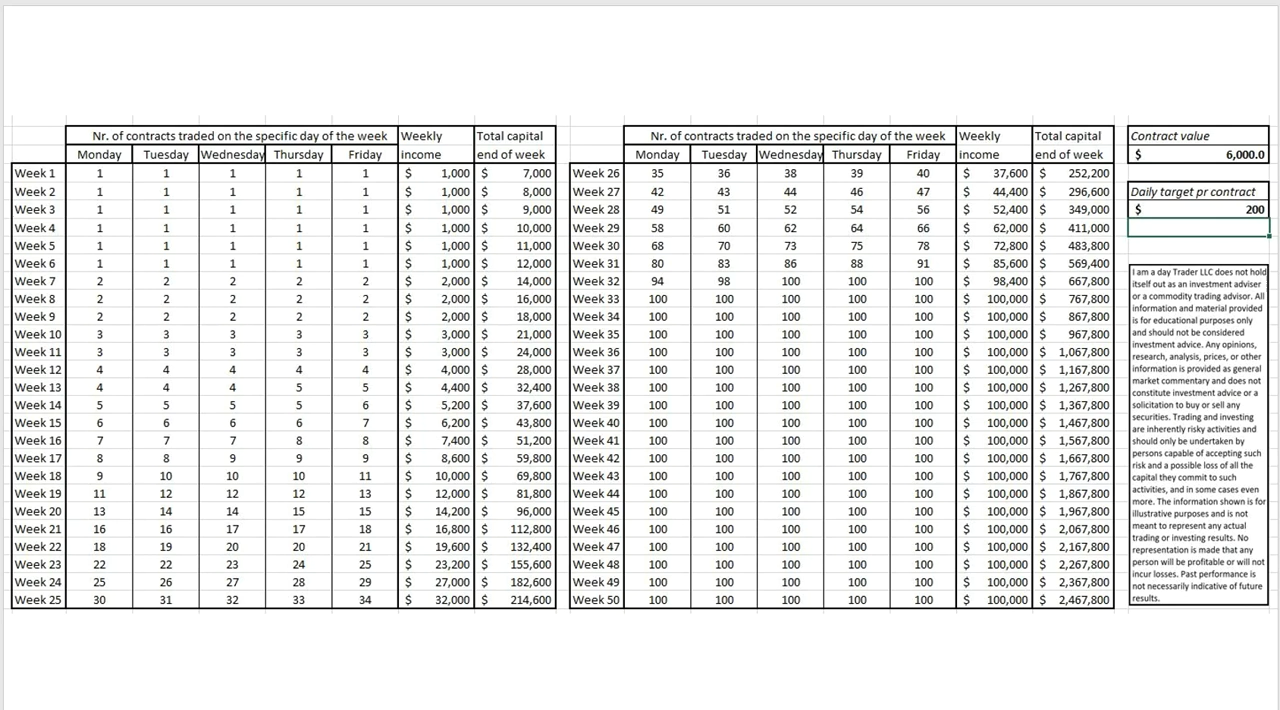 Nr. of contracts traded on the specific day of the week Weekly Total capital
Monday Tuesday Wednesday Thursday Friday income end of week
Week 1 1 1 1 1 1 $ 1,000 $ 7,000
Week 2 1 1 1 1 1 $ 1,000 $ 8,000
Week 3 1 1 1 1 1 $ 1,000 $ 9,000
Week 4 1 1 1 1 1 $ 1,000 $ 10,000
Week 5 1 1 1 1 1 $ 1,000 $ 11,000
Week 6 1 1 1 1 1 $ 1,000 $ 12,000
Week 7 2 2 2 2 2 $ 2,000 $ 14,000
Week 8 2 2 2 2 2 $ 2,000 $ 16,000
Week 9 2 2 2 2 2 $ 2,000 $ 18,000
Week 10 3 3 3 3 3 $ 3,000 $ 21,000
Week 11 3 3 3 3 3 $ 3,000 $ 24,000
Week 12 4 4 4 4 4 $ 4,000 $ 28,000
Week 13 4 4 4 5 5 $ 4,400 $ 32,400
Week 14 5 5 5 5 6 $ 5,200 $ 37,600
Week 15 6 6 6 6 7 $ 6,200 $ 43,800
Week 16 7 7 7 8 8 $ 7,400 $ 51,200
Week 17 8 8 9 9 9 $ 8,600 $ 59,800
Week 18 9 10 10 10 11 $ 10,000 $ 69,800
Week 19 11 12 12 12 13 $ 12,000 $ 81,800
Week 20 13 14 14 15 15 $ 14,200 $ 96,000
Week 21 16 16 17 17 18 $ 16,800 $ 112,800
Week 22 18 19 20 20 21 $ 19,600 $ 132,400
Week 23 22 22 23 24 25 $ 23,200 $ 155,600
Week 24 25 26 27 28 29 $ 27,000 $ 182,600
Week 25 30 31 32 33 34 $ 32,000 $ 214,600
Nr. of contracts traded on the specific day of the week Weekly Total capital
Monday Tuesday Wednesday Thursday Friday income end of week
Week 26 35 36 38 39 40 $ 37,600 $ 252,200
Week 27 42 43 44 46 47 $ 44,400 $ 296,600
Week 28 49 51 52 54 56 $ 52,400 $ 349,000
Week 29 58 60 62 64 66 $ 62,000 $ 411,000
Week 30 68 70 73 75 78 $ 72,800 $ 483,800
Week 31 80 83 86 88 91 $ 85,600 $ 569,400
Week 32 94 98 100 100 100 $ 98,400 $ 667,800
Week 33 100 100 100 100 100 $ 100,000 $ 767,800
Week 34 100 100 100 100 100 $ 100,000 $ 867,800
Week 35 100 100 100 100 100 $ 100,000 $ 967,800
Week 36 100 100 100 100 100 $ 100,000 $ 1,067,800
Week 37 100 100 100 100 100 $ 100,000 $ 1,167,800
Week 38 100 100 100 100 100 $ 100,000 $ 1,267,800
Week 39 100 100 100 100 100 $ 100,000 $ 1,367,800
Week 40 100 100 100 100 100 $ 100,000 $ 1,467,800
Week 41 100 100 100 100 100 $ 100,000 $ 1,567,800
Week 42 100 100 100 100 100 $ 100,000 $ 1,667,800
Week 43 100 100 100 100 100 $ 100,000 $ 1,767,800
Week 44 100 100 100 100 100 $ 100,000 $ 1,867,800
Week 45 100 100 100 100 100 $ 100,000 $ 1,967,800
Week 46 100 100 100 100 100 $ 100,000 $ 2,067,800
Week 47 100 100 100 100 100 $ 100,000 $ 2,167,800
Week 48 100 100 100 100 100 $ 100,000 $ 2,267,800
Week 49 100 100 100 100 100 $ 100,000 $ 2,367,800
Week 50 100 100 100 100 100 $ 100,000 $ 2,467,800
Contract value
$ 6,000.0
Daily target pr contract
$ 200
I am a day Trader LLC does not hold
itself out as an investment adviser
or a commodity trading advisor. All
information and material provided
is for educational purposes only
and should not be considered
investment advice. Any opinions,
research, analysis, prices, or other
information is provided as general
market commentary and does not
constitute investment advice or a
solicitation to buy or sell any
securities. Trading and investing
are inherently risky activities and
should only be undertaken by
persons capable of accepting such
risk and a possible loss of all the
capital they commit to such
activities, and in some cases even
more. The information shown is for
illustrative purposes and is not
meant to represent any actual
trading or investing results. No
representation is made that any
person will be profitable or will not
incur losses. Past performance is
not necessarily indicative of future
results.